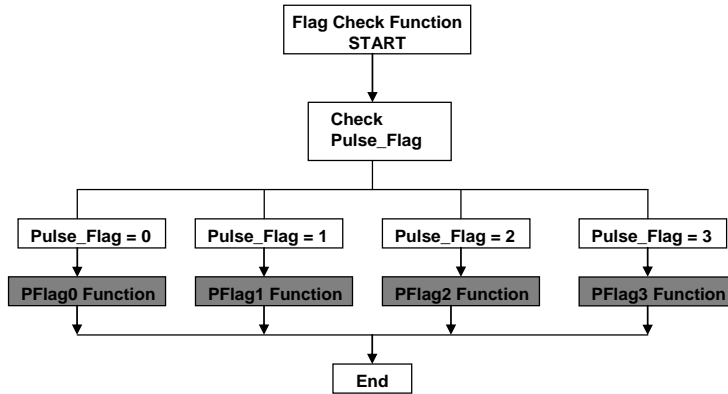 Flag Check Function
START
Check
Pulse_Flag
Pulse_Flag = 0
Pulse_Flag = 1
Pulse_Flag = 2
Pulse_Flag = 3
PFlag0 Function
PFlag1 Function
PFlag2 Function
PFlag3 Function
End